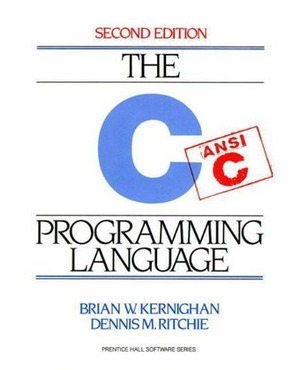 SECOND EDITION
THE
C
ANSI
C
PROGRAMMING
LANGUAGE
BRIAN W. KERNIGHAN
DENNIS M. RITCHIE
PRENTICE HALL SOFTWARE SERIES